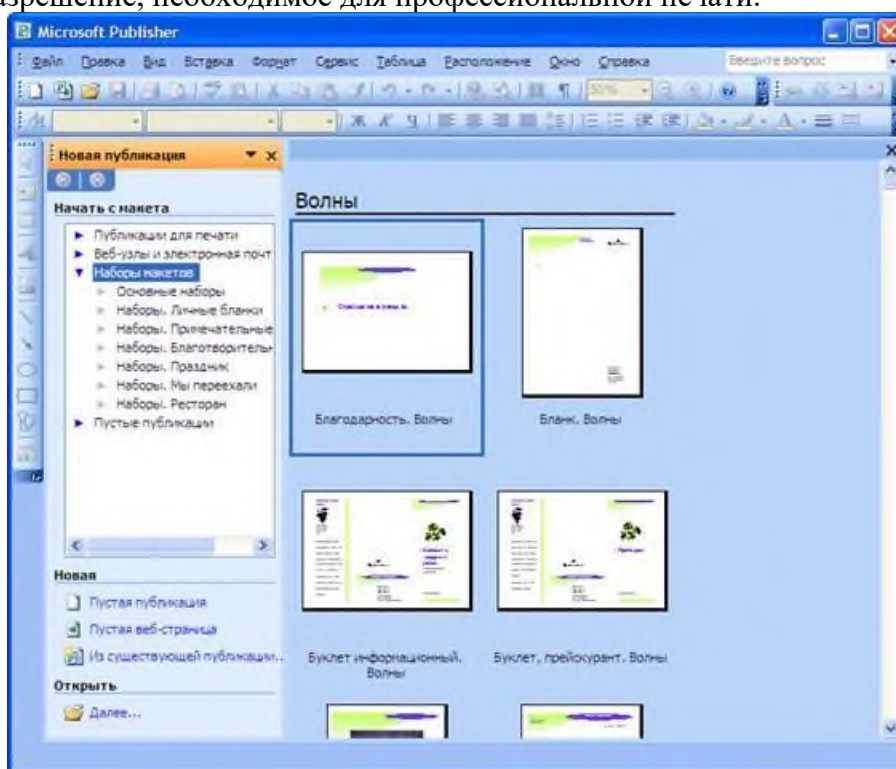 азрешение, необходимое для профессиональной печати.
Microsoft Publisher
Файл Правка Вид Вставка Формат Сервис Таблица Расположение Окно Справка Введите вопрос
50%
Ж К Ч
Новая публикация
Начать с макета
Публикации для печати
Веб-узлы и электронная почт
Наборы макетов
Основные наборы
Наборы. Личные бланки
Наборы. Примечательные
Наборы. Благотворительн
Наборы. Праздник
Наборы. Мы переехали
Наборы. Ресторан
Пустые публикации
Новая
Пустая публикация
Пустая веб-страница
Из существующей публикации...
Открыть
Далее...
Волны
Благодарность. Волны
Бланк. Волны
Буклет информационный.
Волны
Буклет, прейскурант. Волны